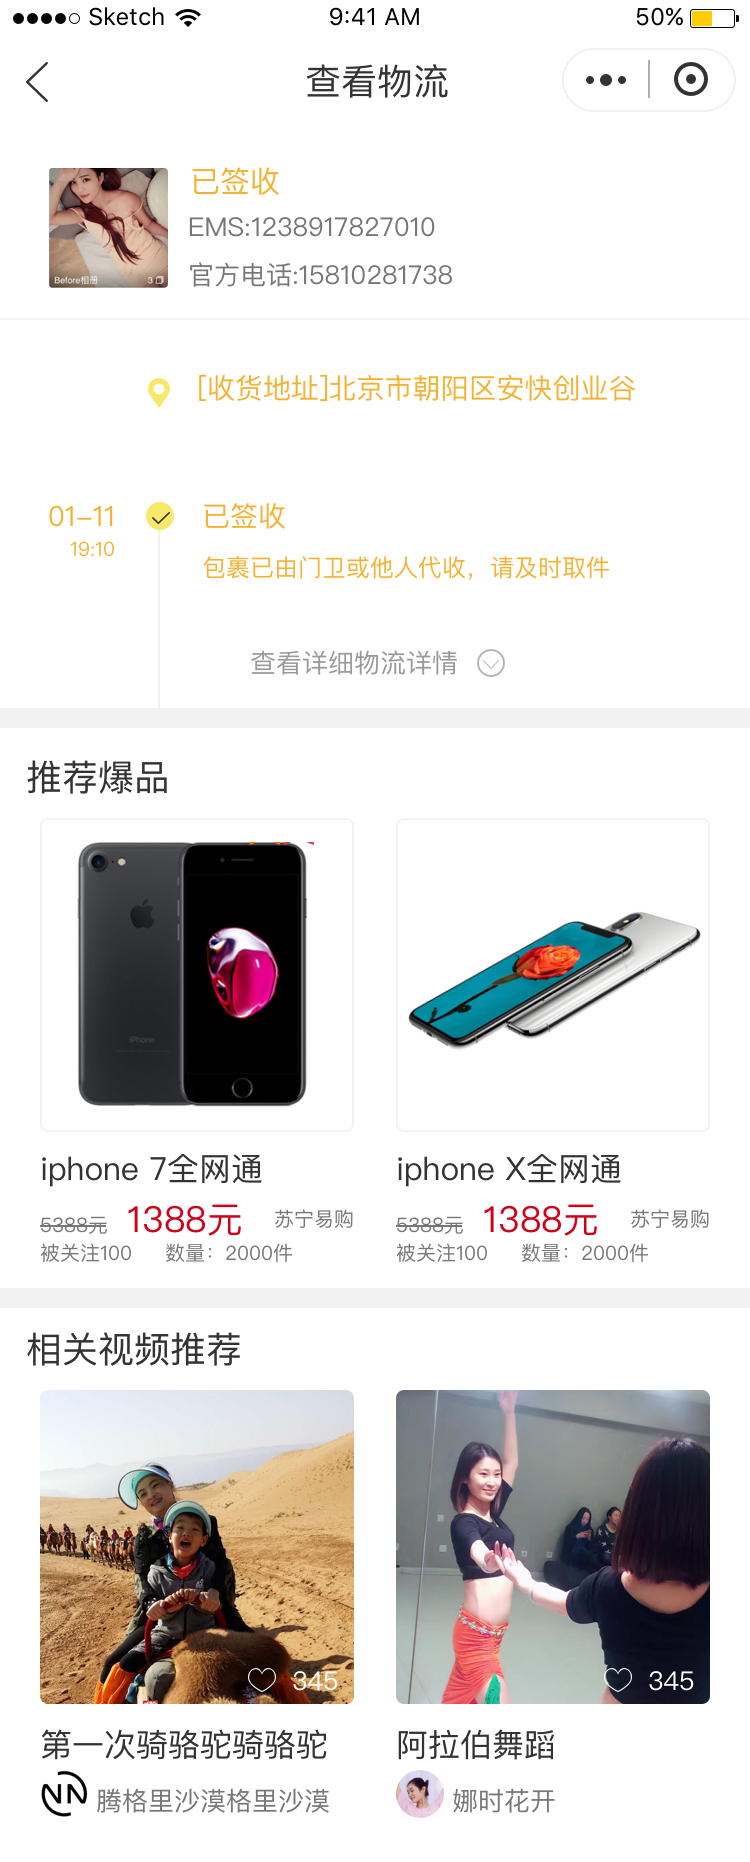 Sketch 9:41 AM 50%
查看物流
已签收
EMS:1238917827010
官方电话:15810281738
Before相册 3
[收货地址]北京市朝阳区安快创业谷
01-11 已签收
19:10
包裹已由门卫或他人代收，请及时取件
查看详细物流详情
推荐爆品
iPhone
iphone 7全网通
5388元 1388元 苏宁易购
被关注100 数量：2000件
iphone X全网通
5388元 1388元 苏宁易购
被关注100 数量：2000件
相关视频推荐
345
第一次骑骆驼骑骆驼
腾格里沙漠格里沙漠
345
阿拉伯舞蹈
娜时花开